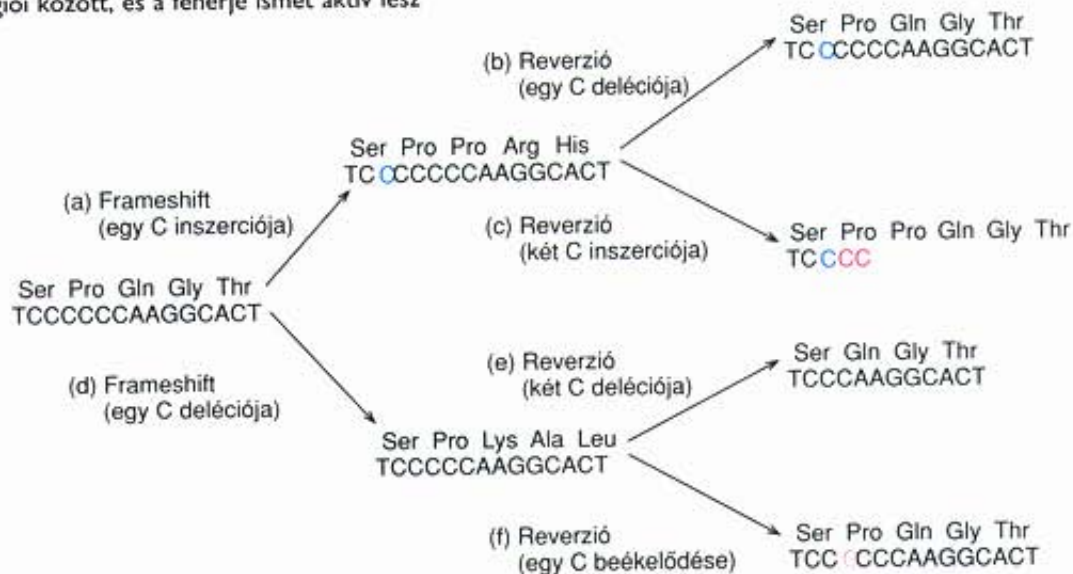 giói között, és a fehérje ismét aktív lesz
Ser Pro Gln Gly Thr
TCCCCCCAAGGCACT
(b) Reverzió
(egy C deléciója)
Ser Pro Pro Arg His
TCCCCCCCAAGGCACT
(a) Frameshift
(egy C inszerciója)
(c) Reverzió
(két C inszerciója)
Ser Pro Pro Gln Gly Thr
TCCCC
Ser Pro Gln Gly Thr
TCCCCCCAAGGCACT
(d) Frameshift
(egy C deléciója)
(e) Reverzió
(két C deléciója)
Ser Gln Gly Thr
TCCCAAGGCACT
Ser Pro Lys Ala Leu
TCCCCCAAGGCACT
(f) Reverzió
(egy C beékelődése)
Ser Pro Gln Gly Thr
TCCCCCCAAGGCACT